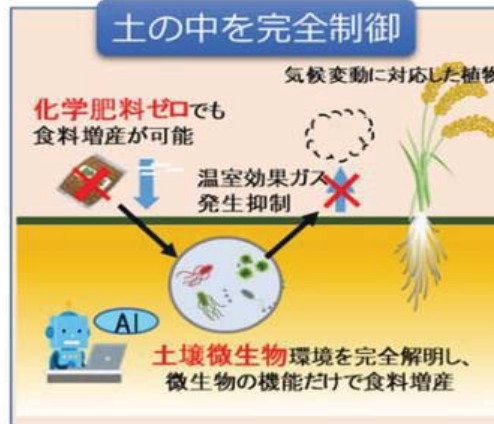 土の中を完全制御
気候変動に対応した植物
化学肥料ゼロでも
食料増産が可能
温室効果ガス
発生抑制
AI
土壌微生物環境を完全解明し、
微生物の機能だけで食料増産